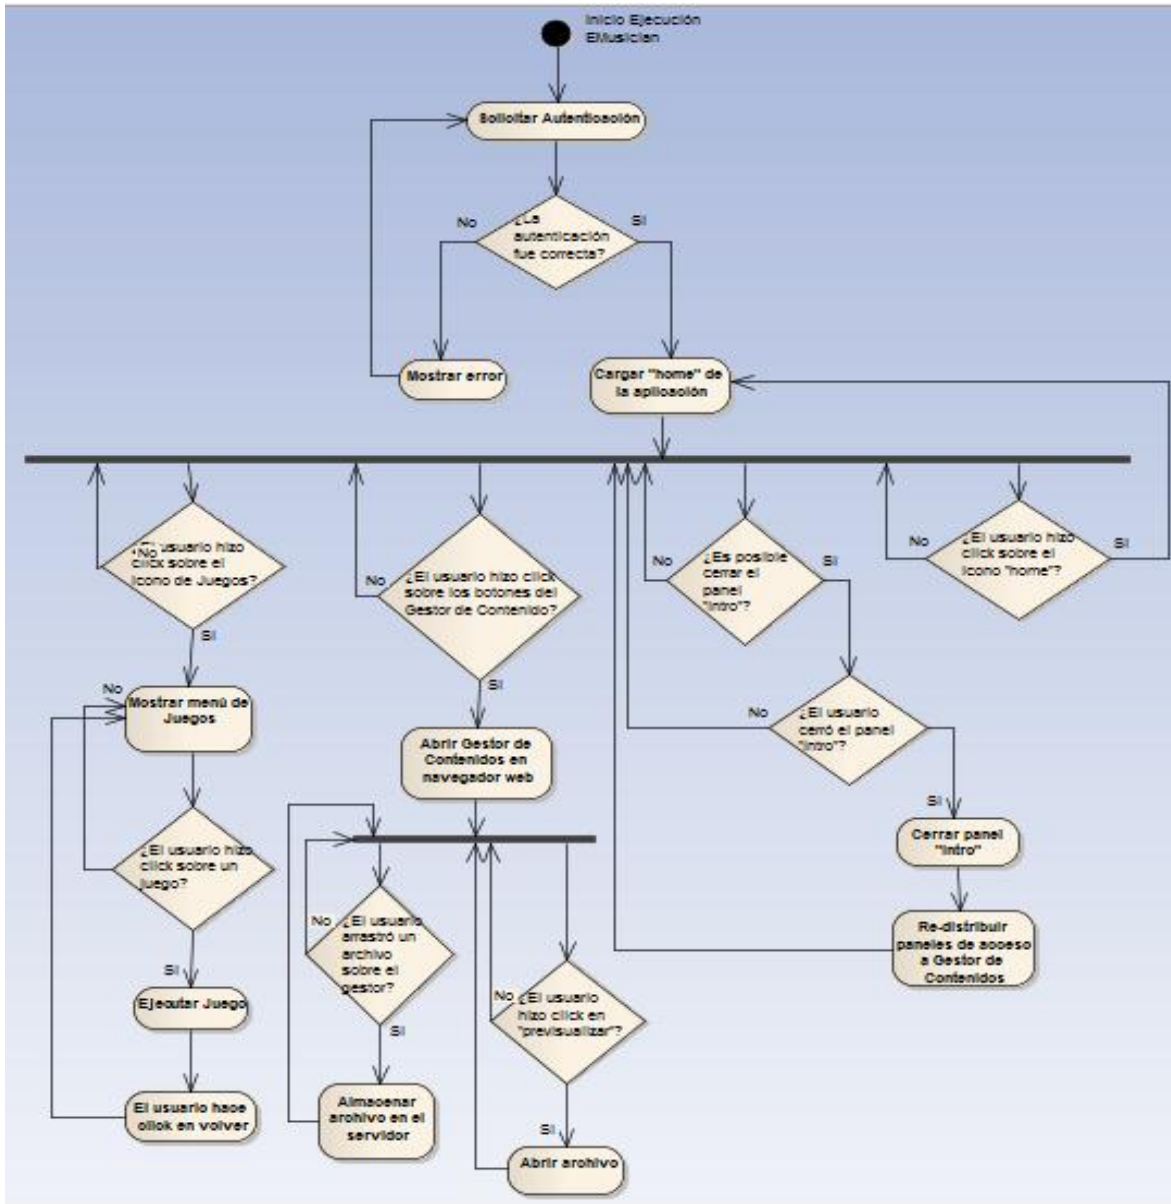 Inicio Ejecución
EMusician
Solicitar Autenticación
No
Si
¿La
autenticación
fue correcta?
Mostrar error
Cargar "home" de
la aplicación
No
usuario hizo
click sobre el
icono de Juegos?
Si
No
¿El usuario hizo click
sobre los botones del
Gestor de Contenido?
Si
No
¿Es posible
cerrar el
panel
"intro"?
Si
No
¿El usuario hizo
click sobre el
icono "home"?
Si
No
Mostrar menú de
Juegos
¿El usuario hizo
click sobre un
juego?
Si
Ejecutar Juego
El usuario hace
click en volver
Abrir Gestor de
Contenidos en
navegador web
No
¿El usuario
arrastró un
archivo
sobre el
gestor?
Si
Almacenar
archivo en el
servidor
No
¿El usuario
hizo click en
"previsualizar"?
Si
Abrir archivo
No
¿El usuario
cerró el panel
"intro"?
Si
Cerrar panel
"intro"
Re-distribuir
paneles de acceso
a Gestor de
Contenidos